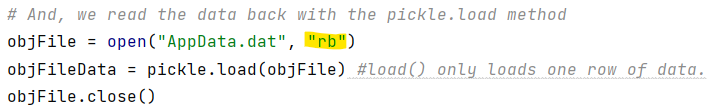 # And, we read the data back with the pickle.load method
objFile = open("AppData.dat", "rb")
objFileData = pickle.load(objFile) #load() only loads one row of data.
objFile.close()